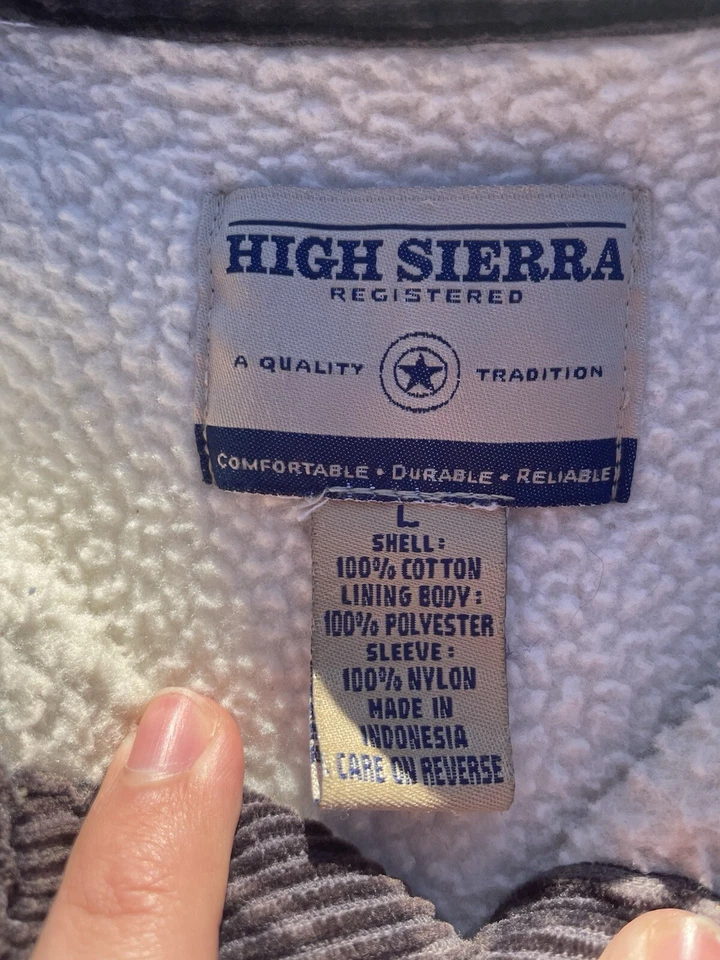 HIGH SIERRA
REGISTERED
A QUALITY TRADITION
COMFORTABLE • DURABLE • RELIABLE
L
SHELL:
100% COTTON
LINING BODY:
100% POLYESTER
SLEEVE:
100% NYLON
MADE IN
INDONESIA
CARE ON REVERSE